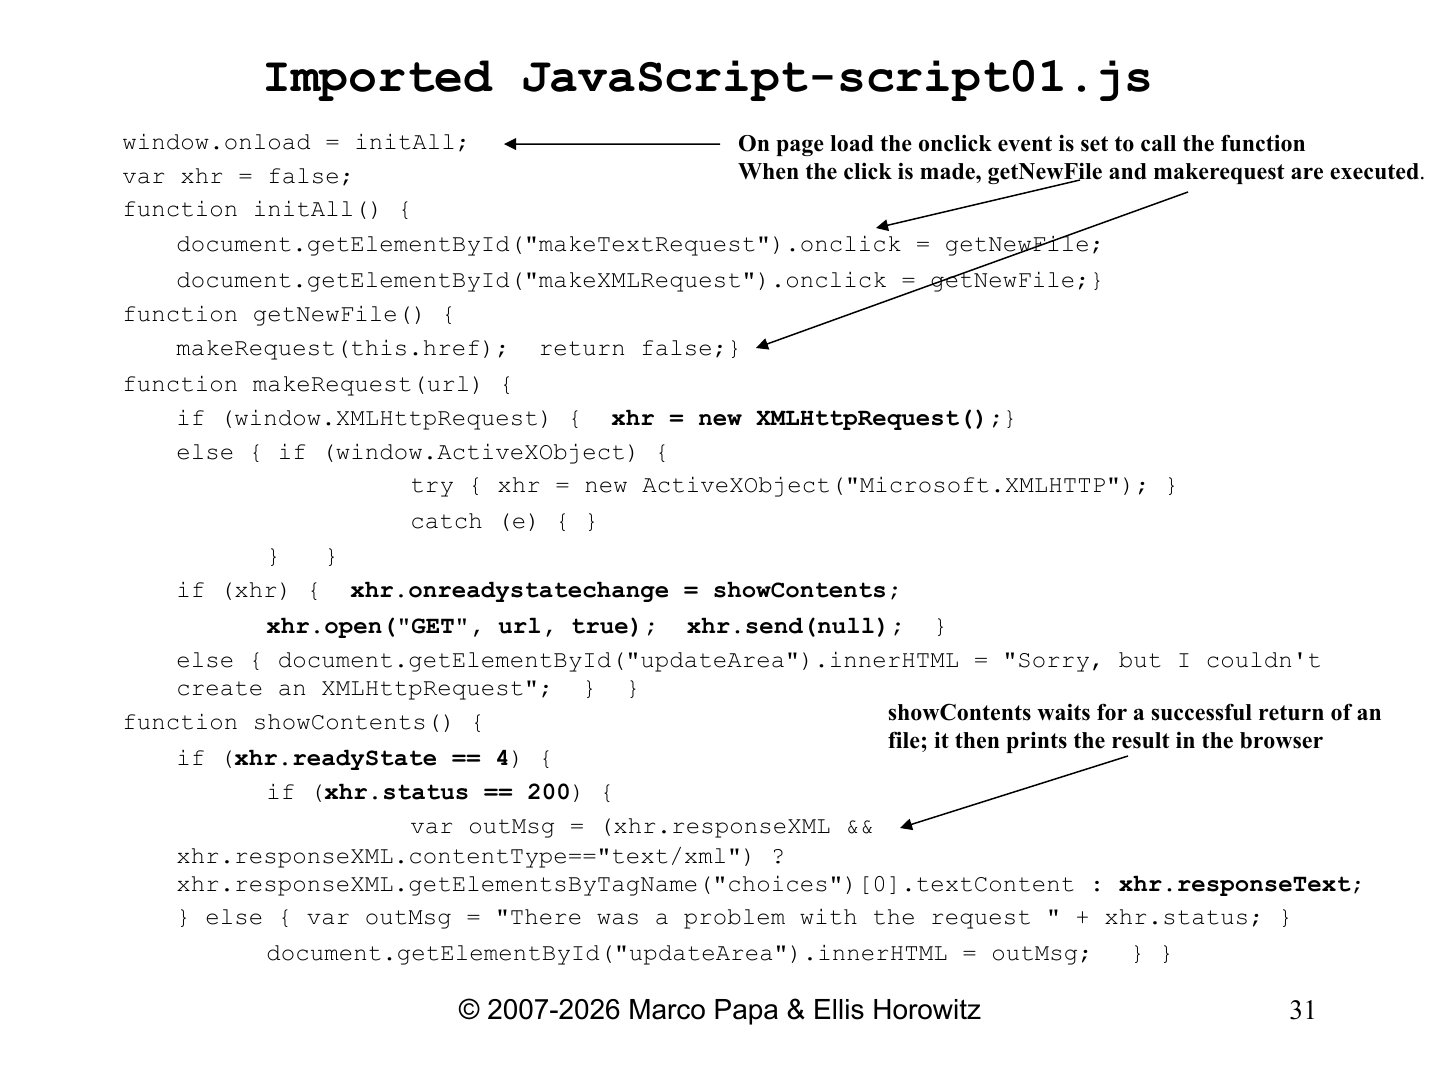 Imported JavaScript-script01.js
window.onload = initAll;
On page load the onclick event is set to call the function
When the click is made, getNewFile and makerequest are executed.
var xhr = false;
function initAll() {
document.getElementById("makeTextRequest").onclick = getNewFile;
document.getElementById("makeXMLRequest").onclick = getNewFile;}
function getNewFile() {
makeRequest(this.href);  return false;}
function makeRequest(url) {
if (window.XMLHttpRequest) {  xhr = new XMLHttpRequest();}
else { if (window.ActiveXObject) {
try { xhr = new ActiveXObject("Microsoft.XMLHTTP"); }
catch (e) { }
}   }
if (xhr) {  xhr.onreadystatechange = showContents;
xhr.open("GET", url, true);  xhr.send(null);  }
else { document.getElementById("updateArea").innerHTML = "Sorry, but I couldn't
create an XMLHttpRequest";  }  }
function showContents() {
showContents waits for a successful return of an
file; it then prints the result in the browser
if (xhr.readyState == 4) {
if (xhr.status == 200) {
var outMsg = (xhr.responseXML &&
xhr.responseXML.contentType=="text/xml") ?
xhr.responseXML.getElementsByTagName("choices")[0].textContent : xhr.responseText;
} else { var outMsg = "There was a problem with the request " + xhr.status; }
document.getElementById("updateArea").innerHTML = outMsg;   } }
© 2007-2026 Marco Papa & Ellis Horowitz
31